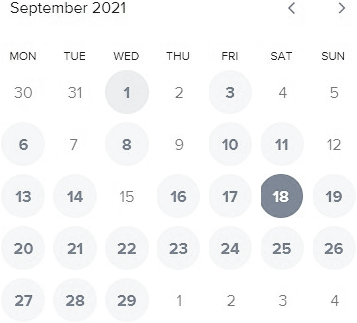 September 2021
MON TUE WED THU FRI SAT SUN
30 31 1 2 3 4 5
6 7 8 9 10 11 12
13 14 15 16 17 18 19
20 21 22 23 24 25 26
27 28 29 1 2 3 4